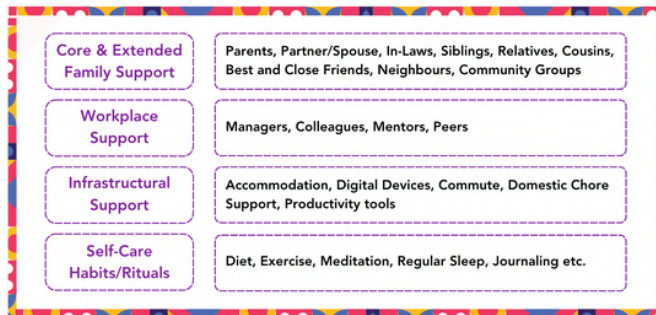 Core & Extended
Family Support
Parents, Partner/Spouse, In-Laws, Siblings, Relatives, Cousins,
Best and Close Friends, Neighbours, Community Groups
Workplace
Support
Managers, Colleagues, Mentors, Peers
Infrastructural
Support
Accommodation, Digital Devices, Commute, Domestic Chore
Support, Productivity tools
Self-Care
Habits/Rituals
Diet, Exercise, Meditation, Regular Sleep, Journaling etc.